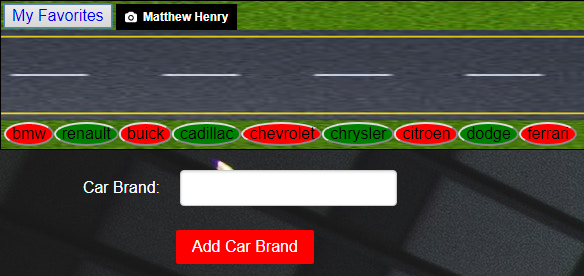 My Favorites Matthew Henry
bmw renault buick cadillac chevrolet chrysler citroen dodge ferrari
Car Brand:
Add Car Brand